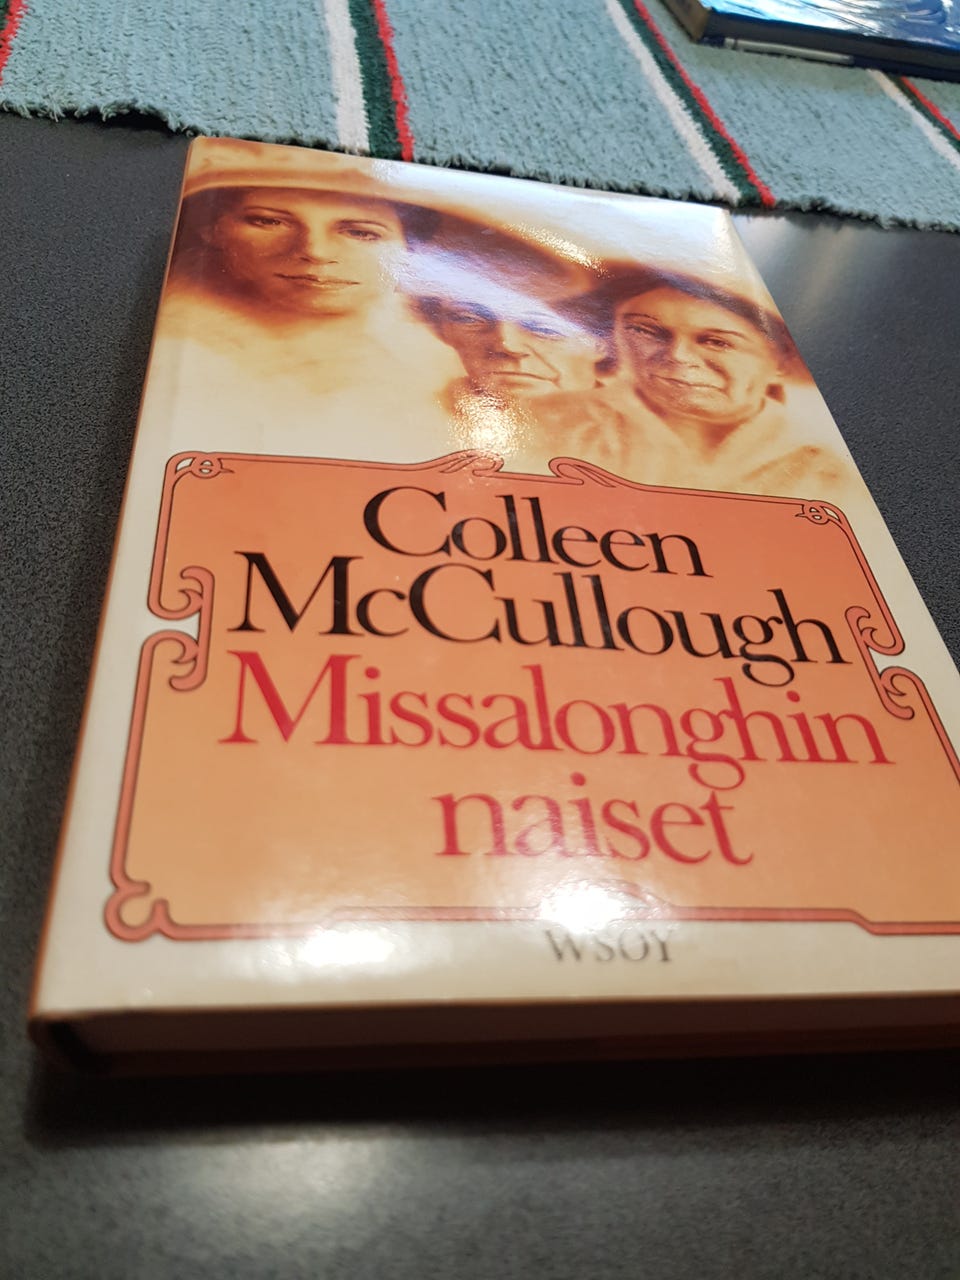 Colleen
McCullough
Missalonghin
naiset
WSOY